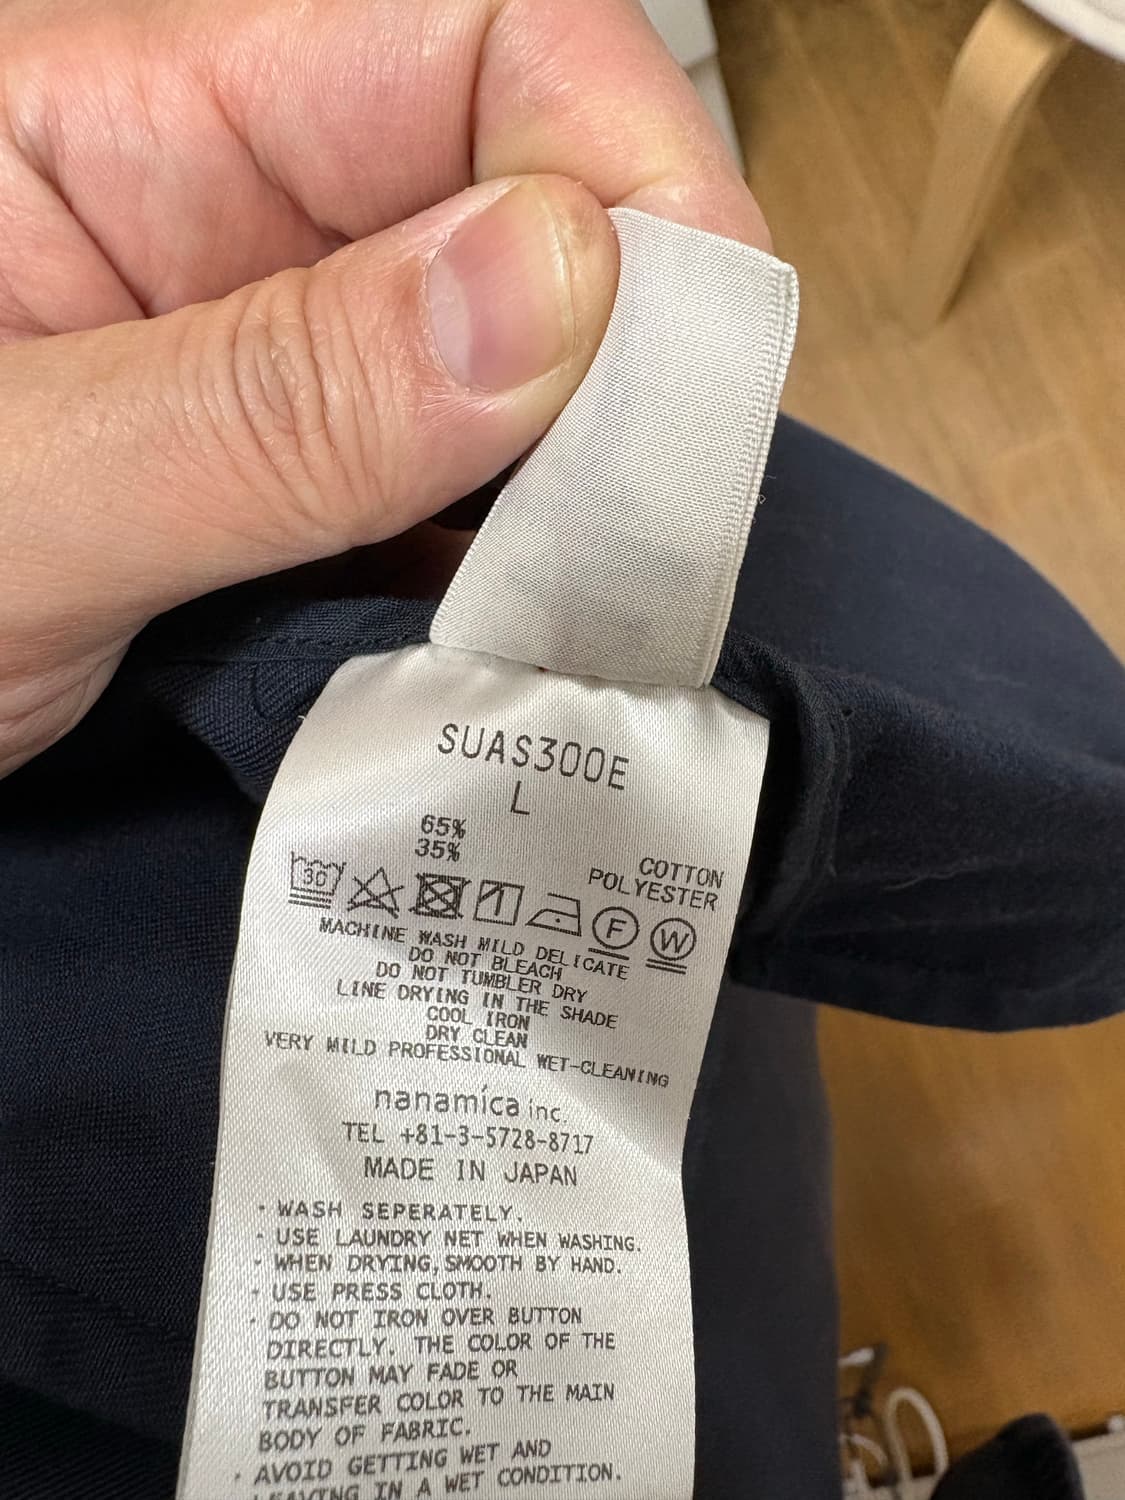 SUAS300E
L
65% COTTON
35% POLYESTER
30 F W
MACHINE WASH MILD DELICATE
DO NOT BLEACH
DO NOT TUMBLER DRY
LINE DRYING IN THE SHADE
COOL IRON
DRY CLEAN
VERY MILD PROFESSIONAL WET-CLEANING
nanamica inc.
TEL +81-3-5728-8717
MADE IN JAPAN
· WASH SEPERATELY.
· USE LAUNDRY NET WHEN WASHING.
· WHEN DRYING, SMOOTH BY HAND.
· USE PRESS CLOTH.
· DO NOT IRON OVER BUTTON
DIRECTLY. THE COLOR OF THE
BUTTON MAY FADE OR
TRANSFER COLOR TO THE MAIN
BODY OF FABRIC.
· AVOID GETTING WET AND
LEAVING IN A WET CONDITION.